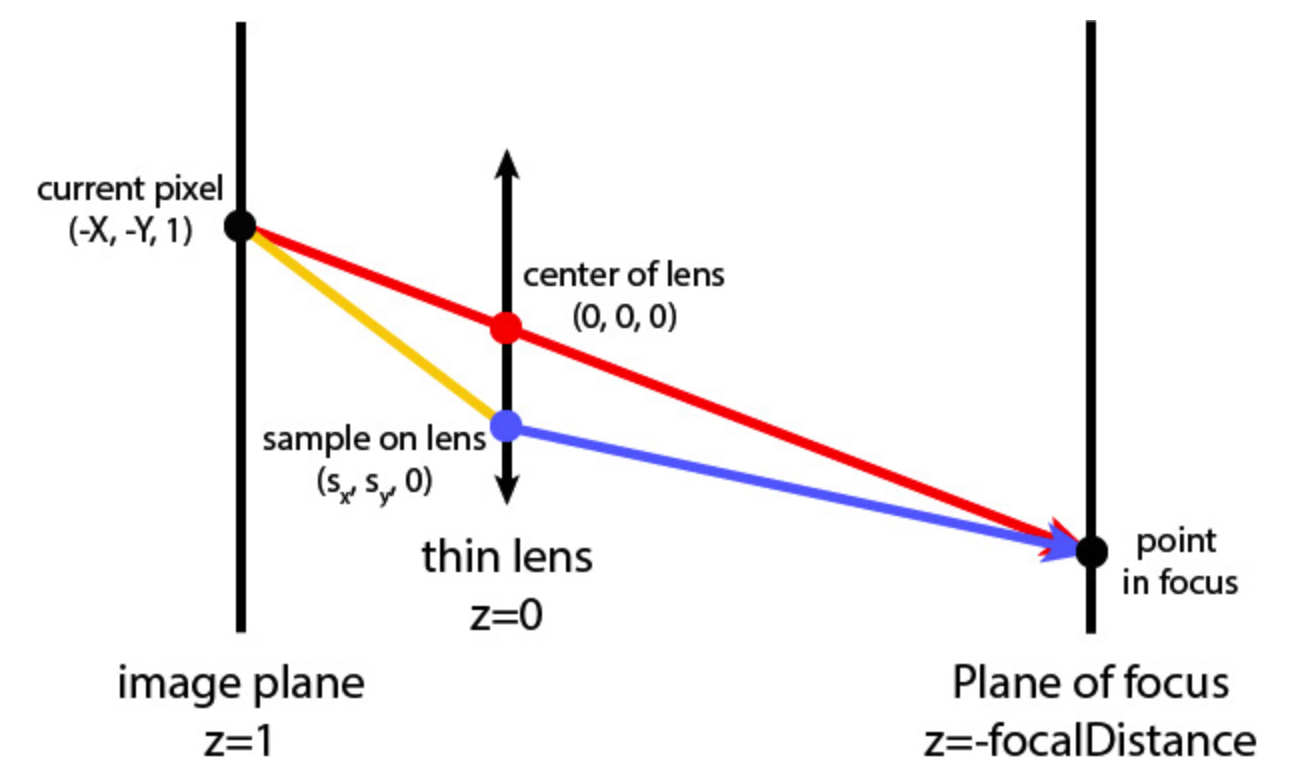 current pixel
(-X, -Y, 1)
center of lens
(0, 0, 0)
sample on lens
(sx, sy, 0)
thin lens
z=0
point
in focus
image plane
z=1
Plane of focus
z=-focalDistance